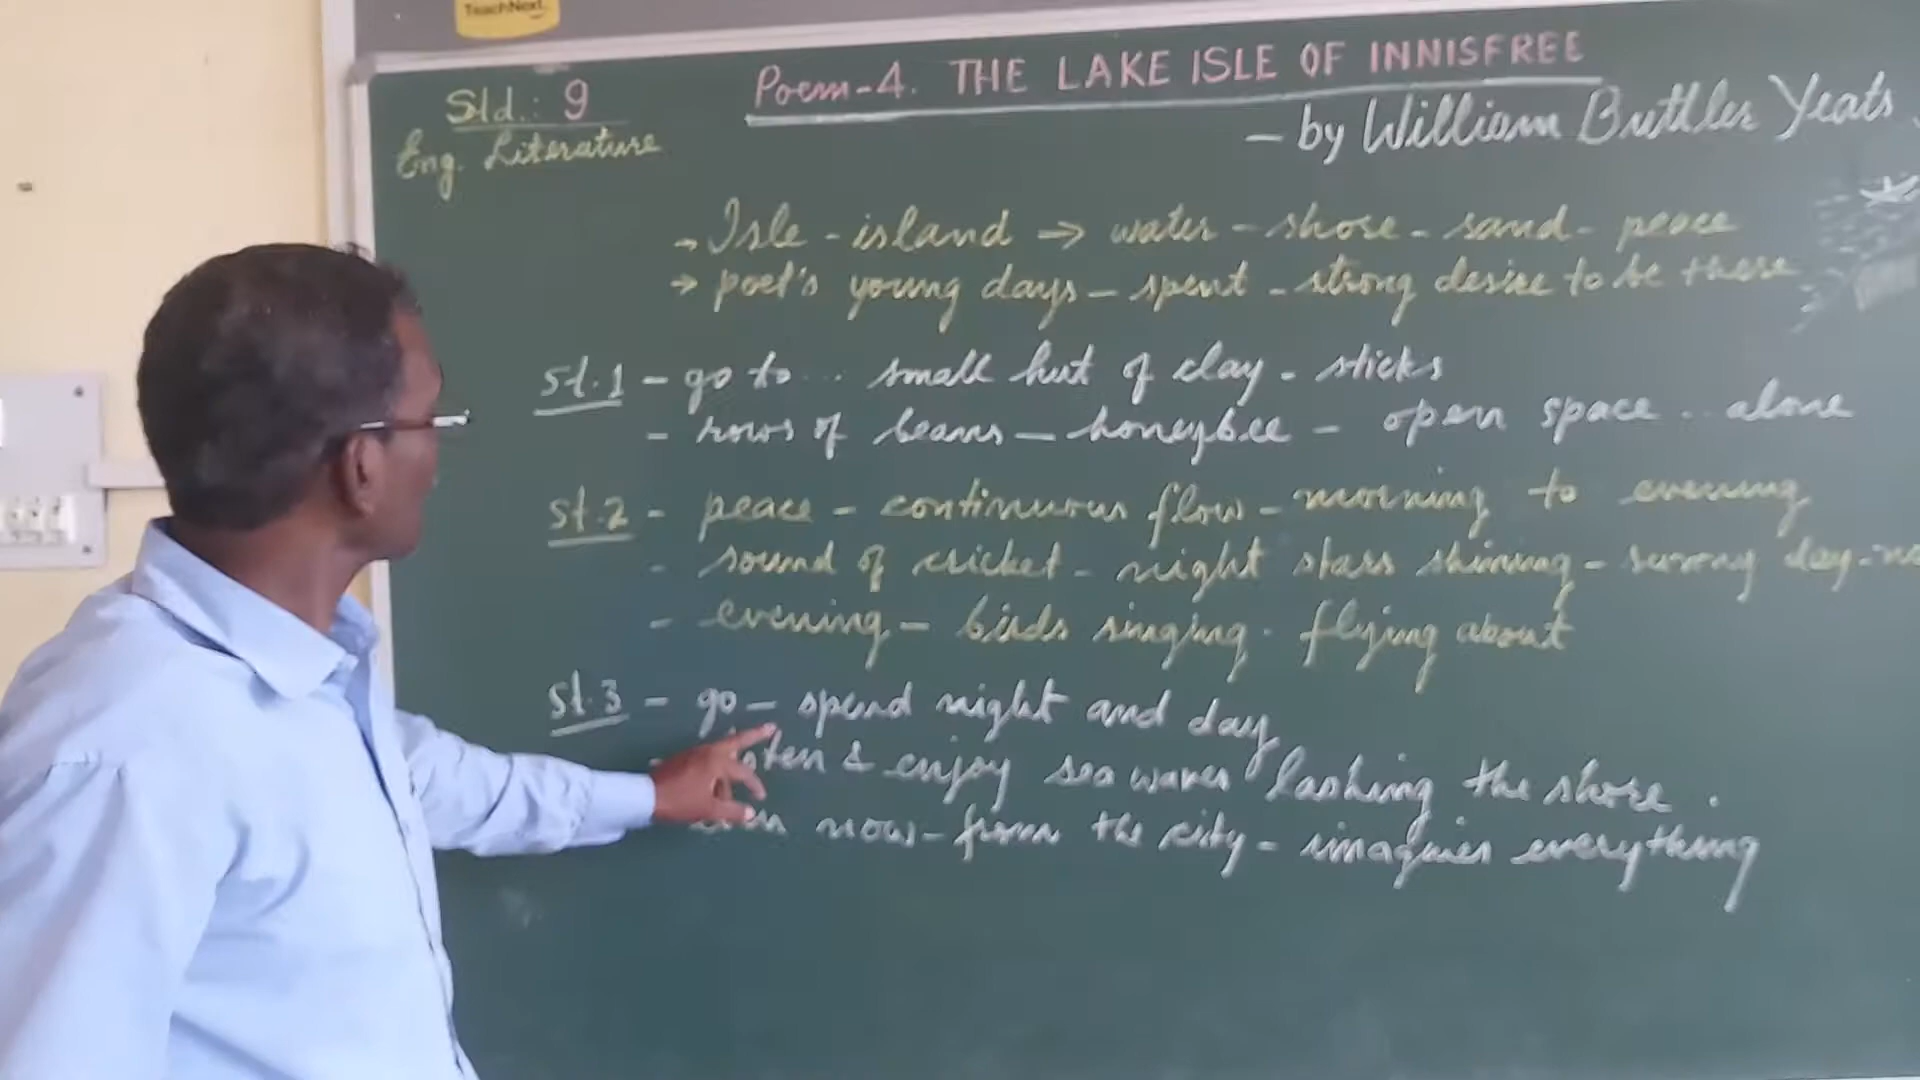 TeachNext
Std.: 9
Eng. Literature
Poem-4. THE LAKE ISLE OF INNISFREE
- by William Buttler Yeats
→ Isle - island → water - shore - sand - peace
→ poet's young days - spent - strong desire to be there
St.1 - go to... small hut of clay - sticks
- rows of beans - honeybee - open space .. alone
St.2 - peace - continuous flow - morning to evening
- sound of cricket - night stars shining - day -
- evening - birds singing. flying about
St.3 - go - spend night and day
& enjoy sea waves lashing the shore.
now - from the city - imagines everything